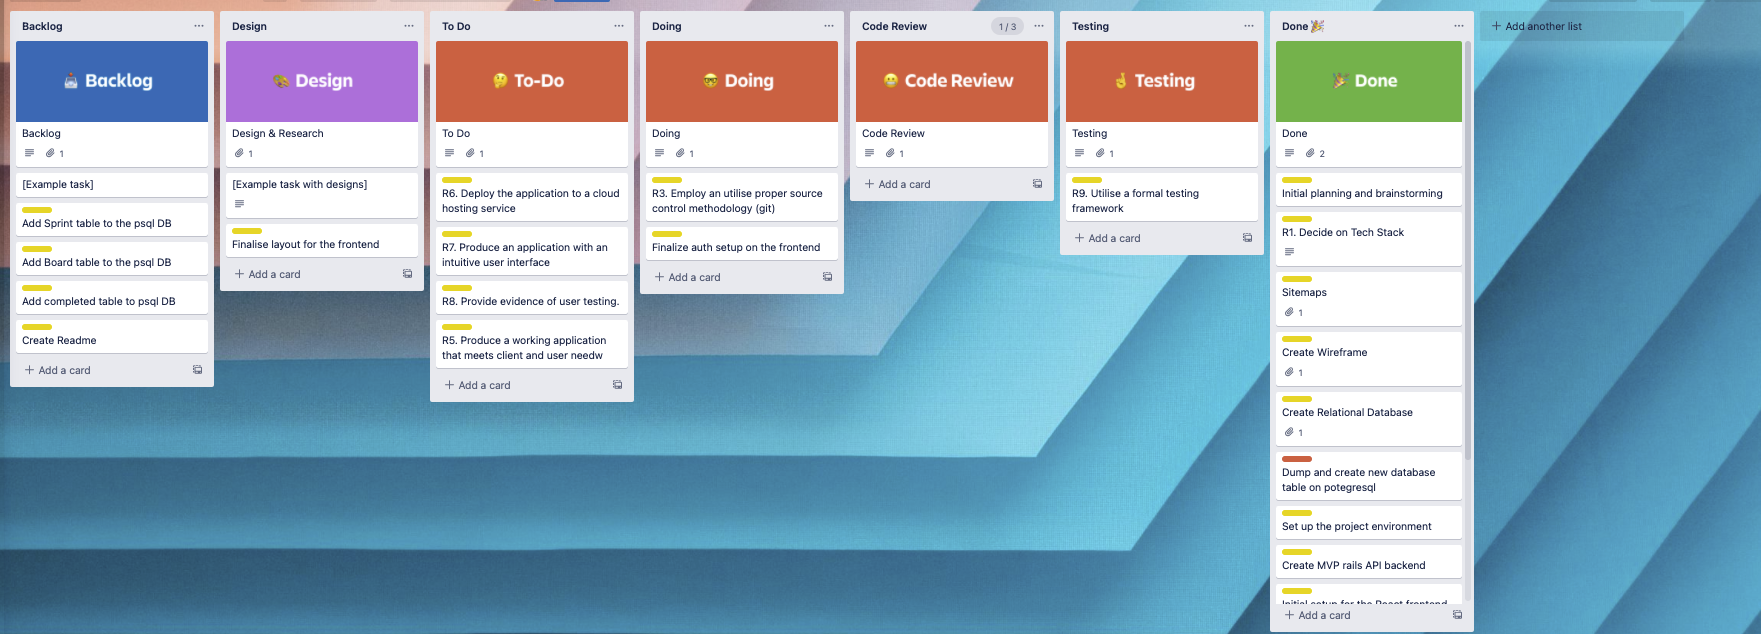 Backlog
Backlog
Backlog
1
[Example task]
Add Sprint table to the psql DB
Add Board table to the psql DB
Add completed table to psql DB
Create Readme
+ Add a card
Design
Design
Design & Research
1
[Example task with designs]
Finalise layout for the frontend
+ Add a card
To Do
To-Do
To Do
1
R6. Deploy the application to a cloud
hosting service
R7. Produce an application with an
intuitive user interface
R8. Provide evidence of user testing.
R5. Produce a working application
that meets client and user needw
+ Add a card
Doing
Doing
Doing
1
R3. Employ an utilise proper source
control methodology (git)
Finalize auth setup on the frontend
+ Add a card
Code Review
1 / 3
Code Review
Code Review
1
+ Add a card
Testing
Testing
Testing
1
R9. Utilise a formal testing
framework
+ Add a card
Done 🎉
Done
Done
2
Initial planning and brainstorming
R1. Decide on Tech Stack
Sitemaps
1
Create Wireframe
1
Create Relational Database
1
Dump and create new database
table on potegresql
Set up the project environment
Create MVP rails API backend
Initial setup for the React frontend
+ Add a card
+ Add another list